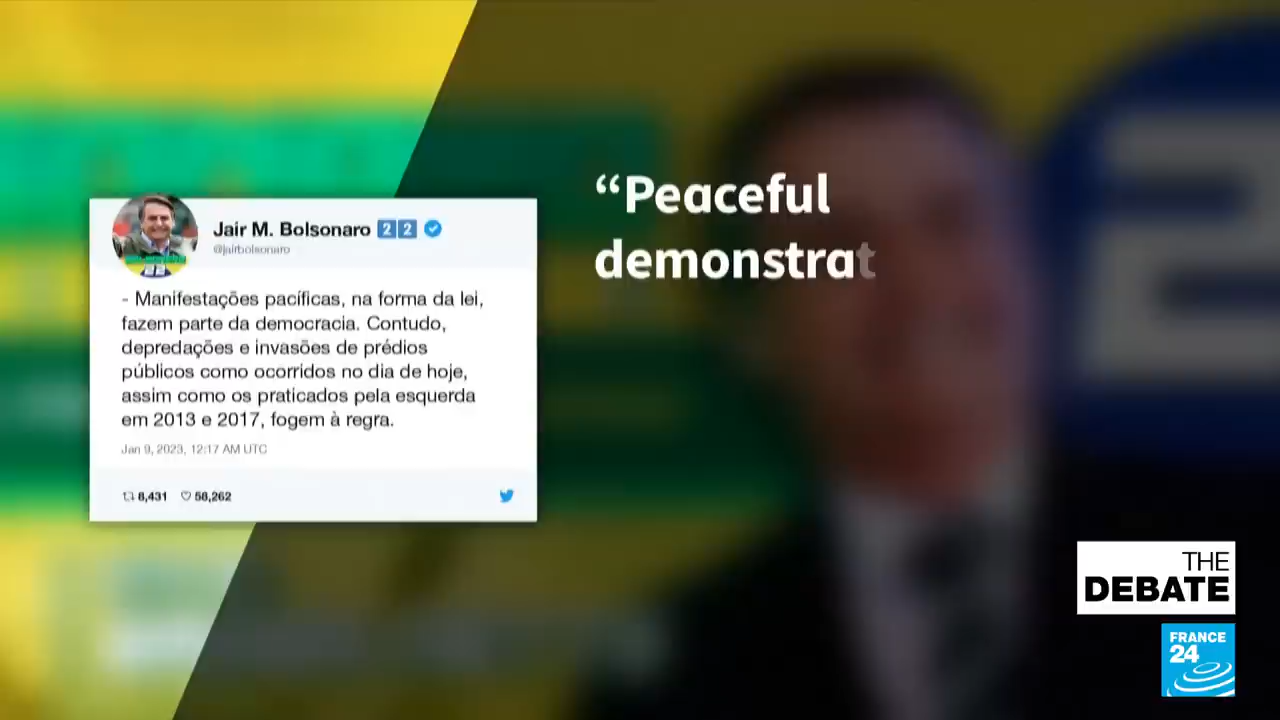 Jair M. Bolsonaro 2 2
@jairbolsonaro
- Manifestações pacíficas, na forma da lei,
fazem parte da democracia. Contudo,
depredações e invasões de prédios
públicos como ocorridos no dia de hoje,
assim como os praticados pela esquerda
em 2013 e 2017, fogem à regra.
Jan 9, 2023, 12:17 AM UTC
8,431 58,262
“Peaceful
demonstrat
2
22
THE
DEBATE
FRANCE
24